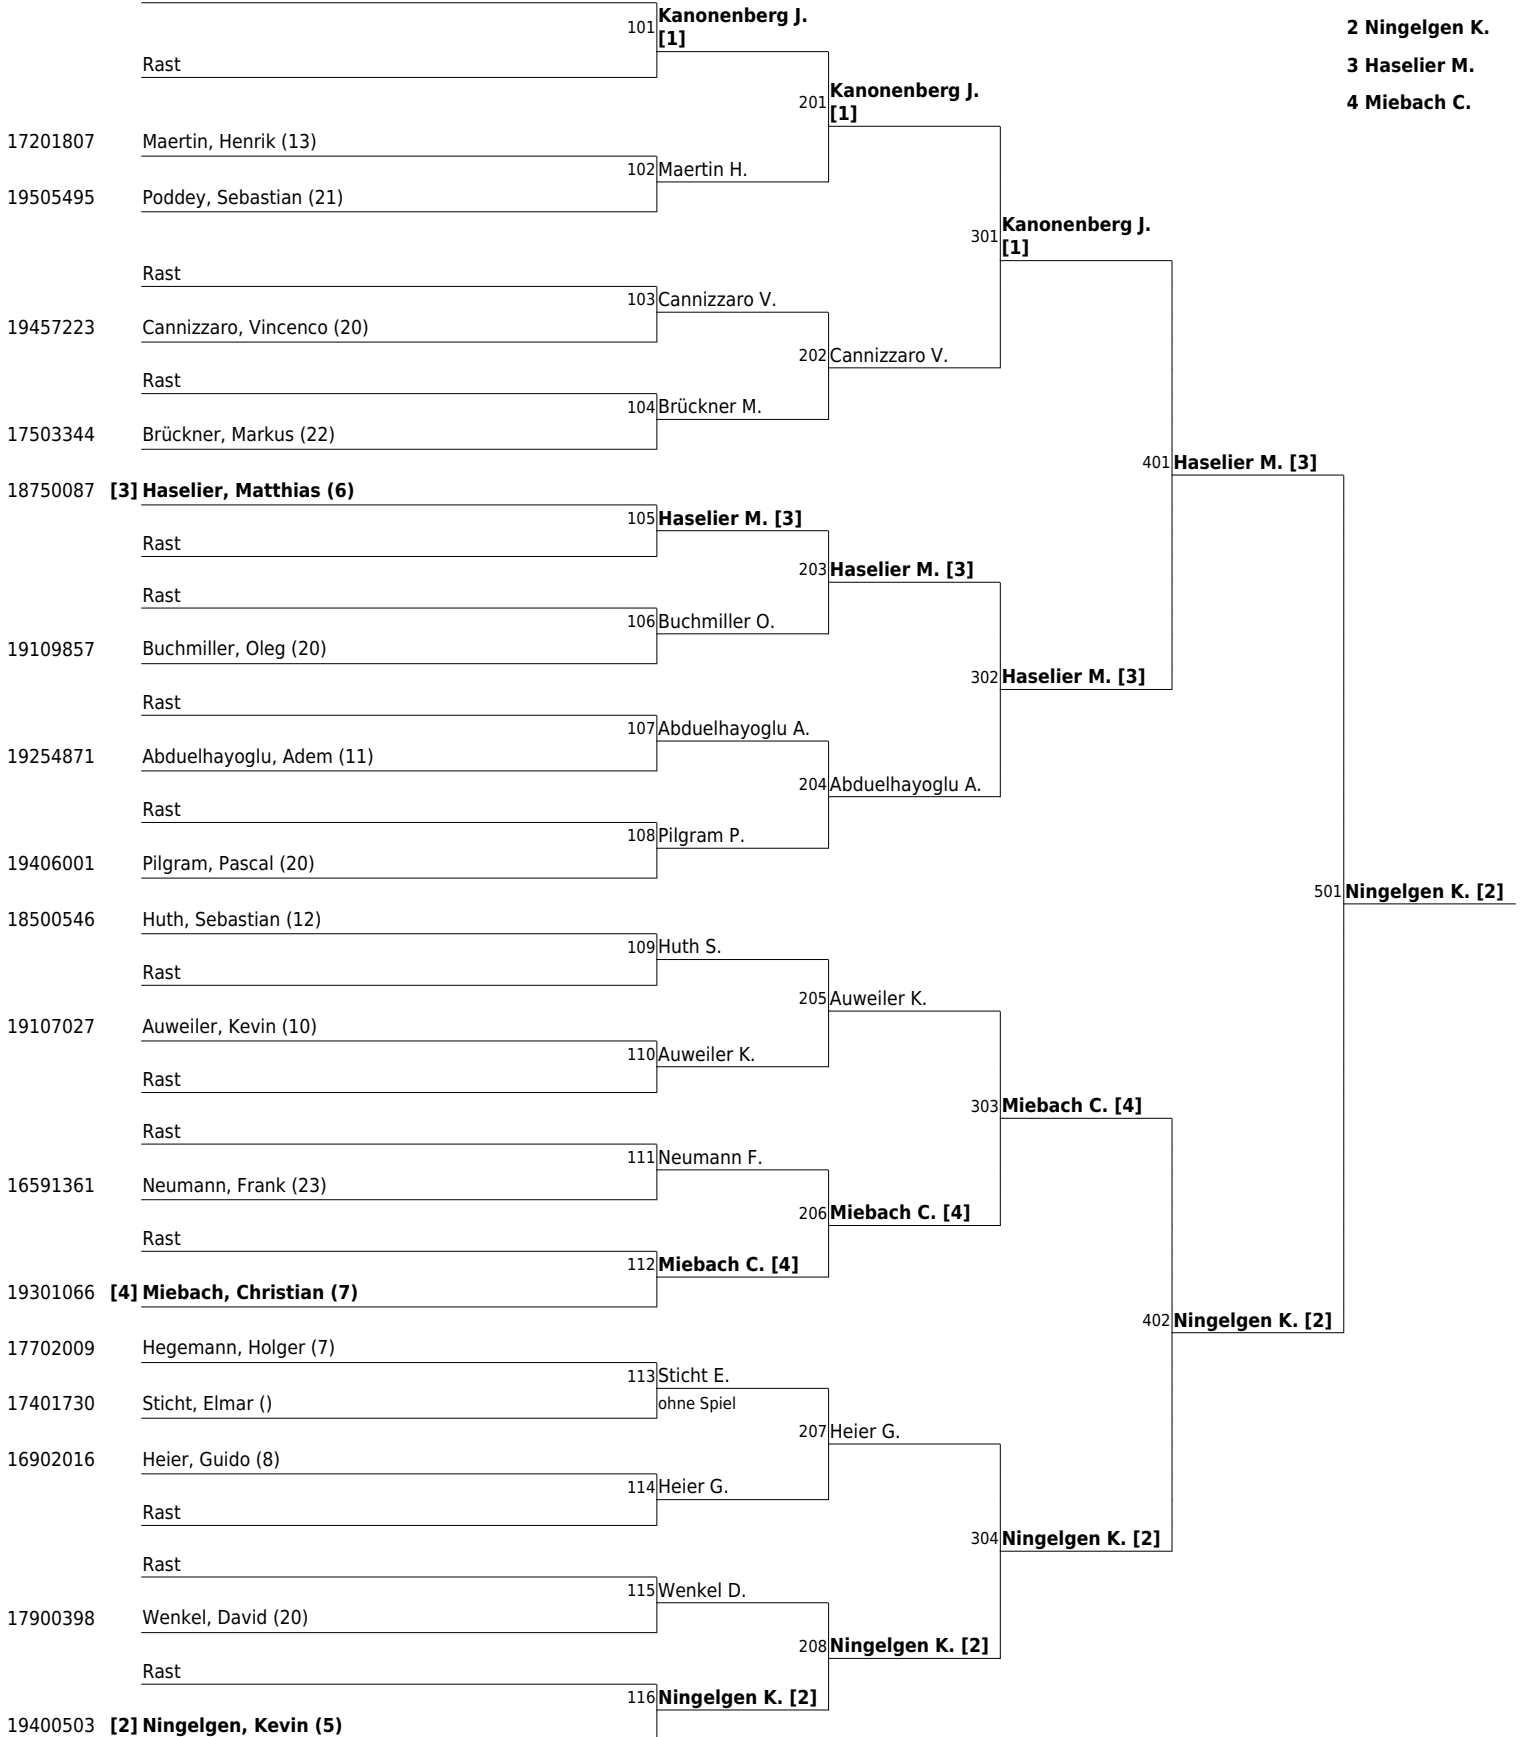 Kanonenberg J.
101
[1]
2 Ningelgen K.
Rast
3 Haselier M.
Kanonenberg J.
201
[1]
4 Miebach C.
17201807 Maertin, Henrik (13)
102 Maertin H.
19505495 Poddey, Sebastian (21)
Kanonenberg J.
301
[1]
Rast
103 Cannizzaro V.
19457223 Cannizzaro, Vincenco (20)
202 Cannizzaro V.
Rast
104 Brückner M.
17503344 Brückner, Markus (22)
401 Haselier M. [3]
18750087 [3] Haselier, Matthias (6)
105 Haselier M. [3]
Rast
203 Haselier M. [3]
Rast
106 Buchmiller O.
19109857 Buchmiller, Oleg (20)
302 Haselier M. [3]
Rast
107 Abduelhayoglu A.
19254871 Abduelhayoglu, Adem (11)
204 Abduelhayoglu A.
Rast
108 Pilgram P.
19406001 Pilgram, Pascal (20)
501 Ningelgen K. [2]
18500546 Huth, Sebastian (12)
109 Huth S.
Rast
205 Auweiler K.
19107027 Auweiler, Kevin (10)
110 Auweiler K.
Rast
303 Miebach C. [4]
Rast
111 Neumann F.
16591361 Neumann, Frank (23)
206 Miebach C. [4]
Rast
112 Miebach C. [4]
19301066 [4] Miebach, Christian (7)
402 Ningelgen K. [2]
17702009 Hegemann, Holger (7)
113 Sticht E.
17401730 Sticht, Elmar ()
ohne Spiel
207 Heier G.
16902016 Heier, Guido (8)
114 Heier G.
Rast
304 Ningelgen K. [2]
Rast
115 Wenkel D.
17900398 Wenkel, David (20)
208 Ningelgen K. [2]
Rast
116 Ningelgen K. [2]
19400503 [2] Ningelgen, Kevin (5)